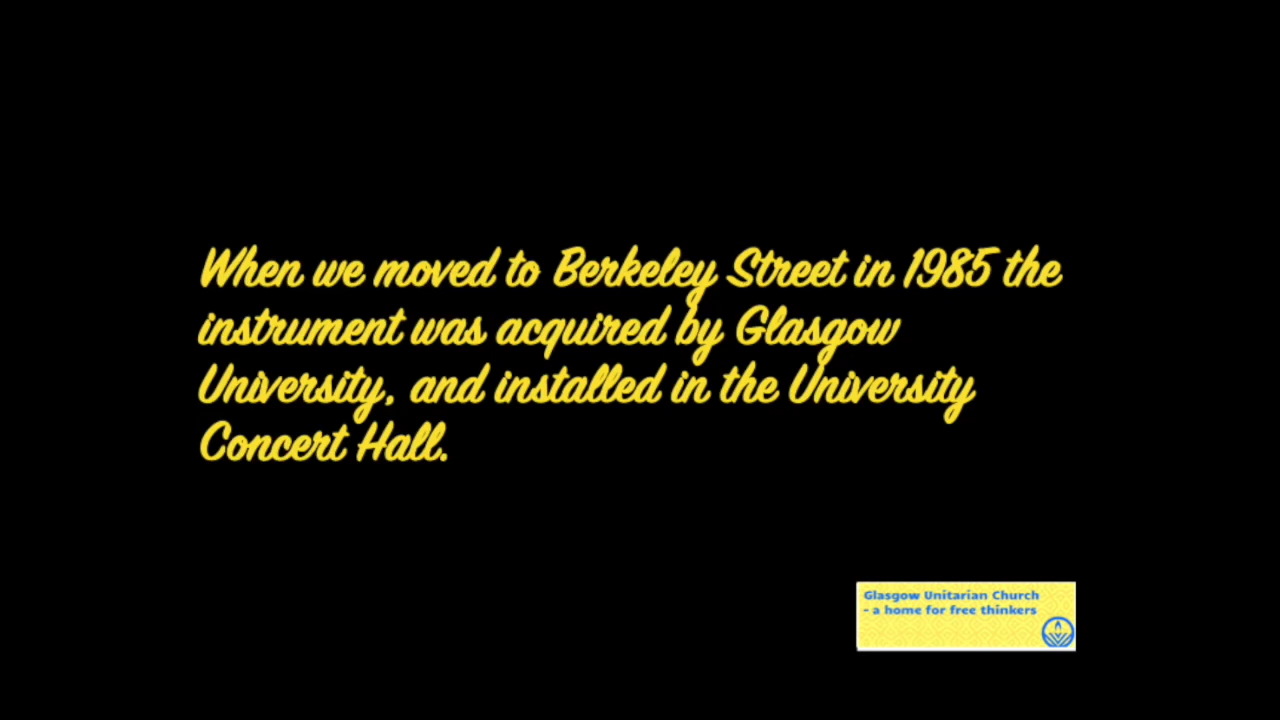 When we moved to Berkeley Street in 1985 the
instrument was acquired by Glasgow
University, and installed in the University
Concert Hall.
Glasgow Unitarian Church
- a home for free thinkers